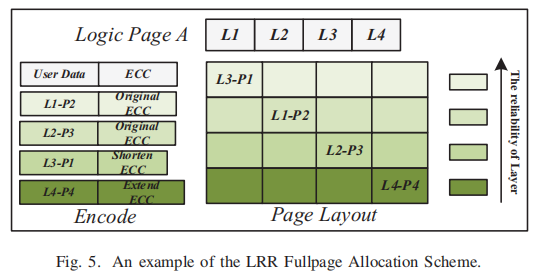 Logic Page A
L1 L2 L3 L4
User Data ECC
L1-P2 Original ECC
L2-P3 Original ECC
L3-P1 Shorten ECC
L4-P4 Extend ECC
Encode
L3-P1
L1-P2
L2-P3
L4-P4
Page Layout
The reliability of Layer
Fig. 5. An example of the LRR Fullpage Allocation Scheme.